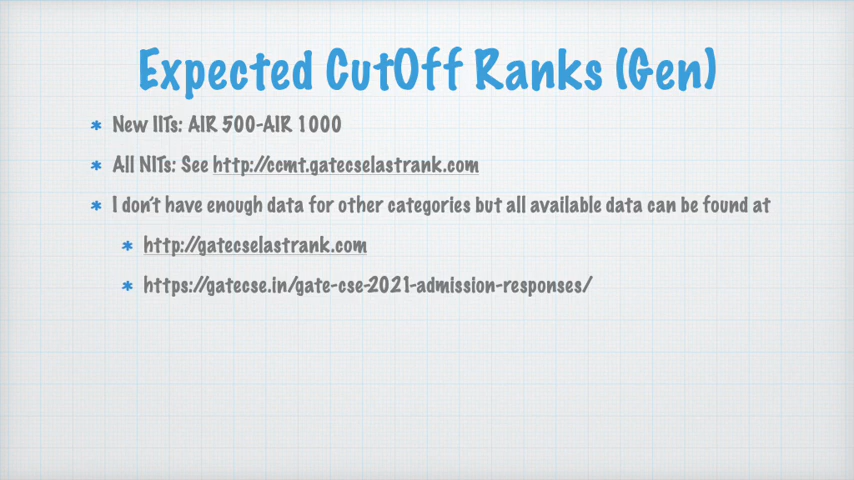 Expected CutOff Ranks (Gen)
* New IITs: AIR 500-AIR 1000
* All NITs: See http://ccmt.gatecselastrank.com
* I don't have enough data for other categories but all available data can be found at
* http://gatecselastrank.com
* https://gatecse.in/gate-cse-2021-admission-responses/